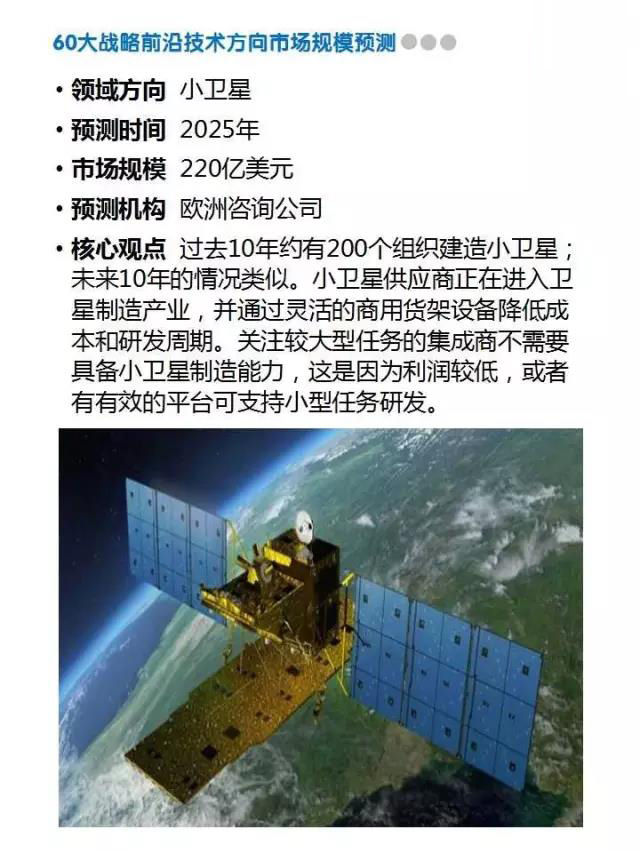 60大战略前沿技术方向市场规模预测
• 领域方向 小卫星
• 预测时间 2025年
• 市场规模 220亿美元
• 预测机构 欧洲咨询公司
• 核心观点 过去10年约有200个组织建造小卫星；
未来10年的情况类似。小卫星供应商正在进入卫
星制造产业，并通过灵活的商用货架设备降低成
本和研发周期。关注较大型任务的集成商不需要
具备小卫星制造能力，这是因为利润较低，或者
有有效的平台可支持小型任务研发。